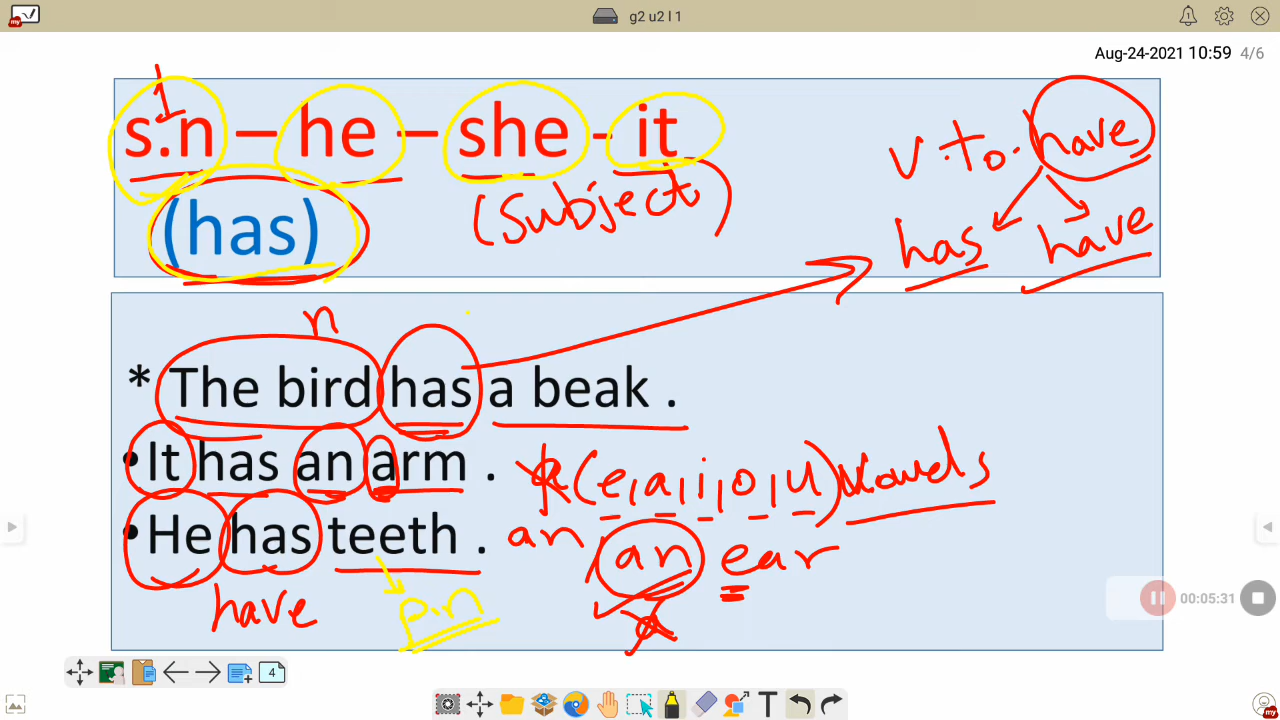 g2 u2 l 1
Aug-24-2021 10:59 4/6
1
s.n – he – she - it
(has)
(Subject)
v. to. have
has have
n
* The bird has a beak .
•It has an arm .
•He has teeth .
(e, a, i, o, u) Vowels
an
an ear
a
have
p.n
00:05:31
4
T
my
my